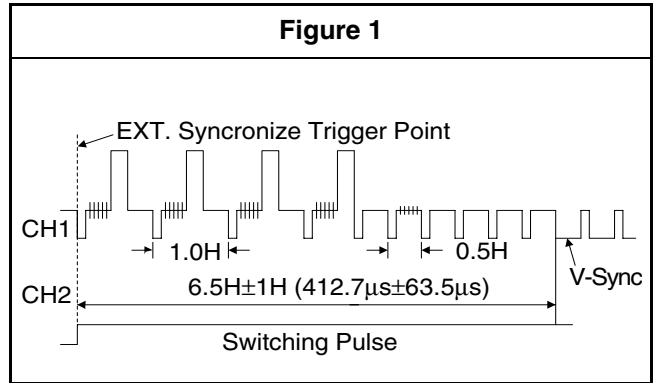 Figure 1
EXT. Syncronize Trigger Point
CH1
1.0H
0.5H
V-Sync
CH2
6.5H±1H (412.7µs±63.5µs)
Switching Pulse